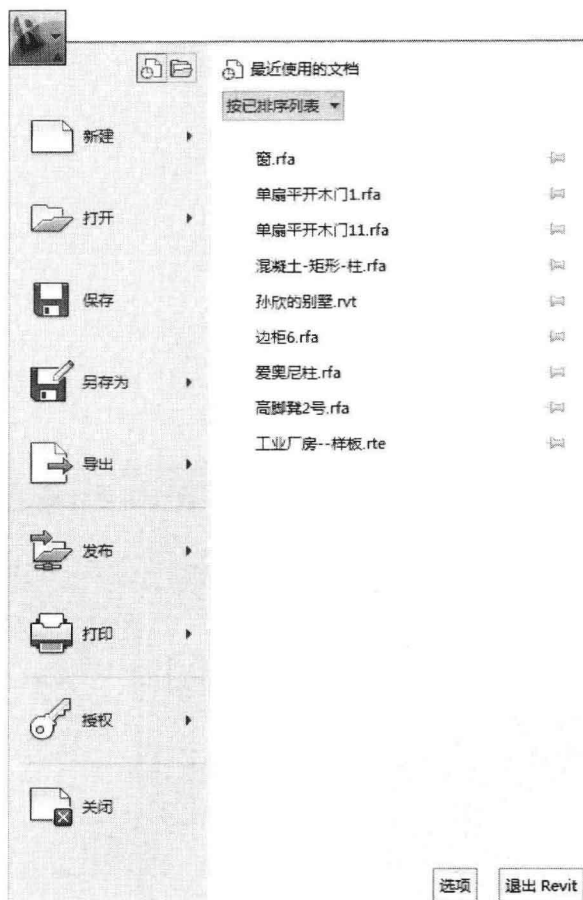 最近使用的文档
按已排序列表
新建
打开
保存
另存为
导出
发布
打印
授权
关闭
窗.rfa
单扇平开木门1.rfa
单扇平开木门11.rfa
混凝土-矩形-柱.rfa
孙欣的别墅.rvt
边柜6.rfa
爱奥尼柱.rfa
高脚凳2号.rfa
工业厂房--样板.rte
选项
退出 Revit